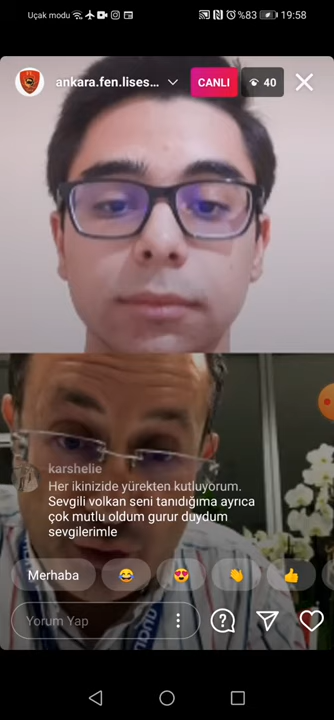 Uçak modu
%83
19:58
ankara.fen.lises...
CANLI
40
karshelie
Her ikinizide yürekten kutluyorum.
Sevgili volkan seni tanıdığıma ayrıca
çok mutlu oldum gurur duydum
sevgilerimle
Merhaba
Yorum Yap